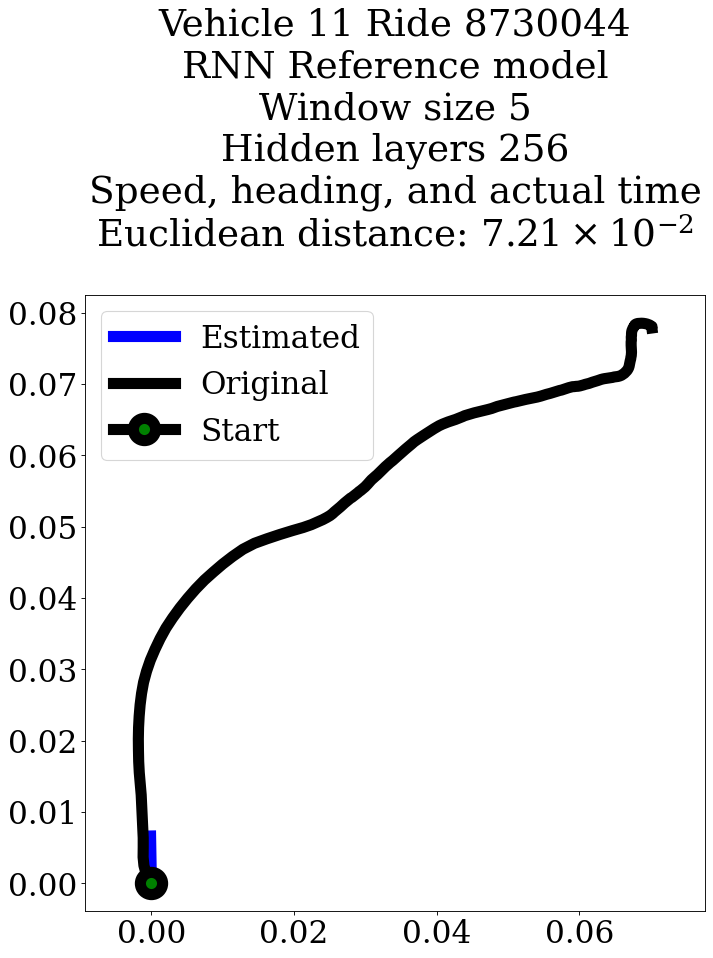 Vehicle 11 Ride 8730044
RNN Reference model
Window size 5
Hidden layers 256
Speed, heading, and actual time
Euclidean distance: 7.21 × 10⁻²
Estimated
Original
Start
0.08
0.07
0.06
0.05
0.04
0.03
0.02
0.01
0.00
0.00 0.02 0.04 0.06